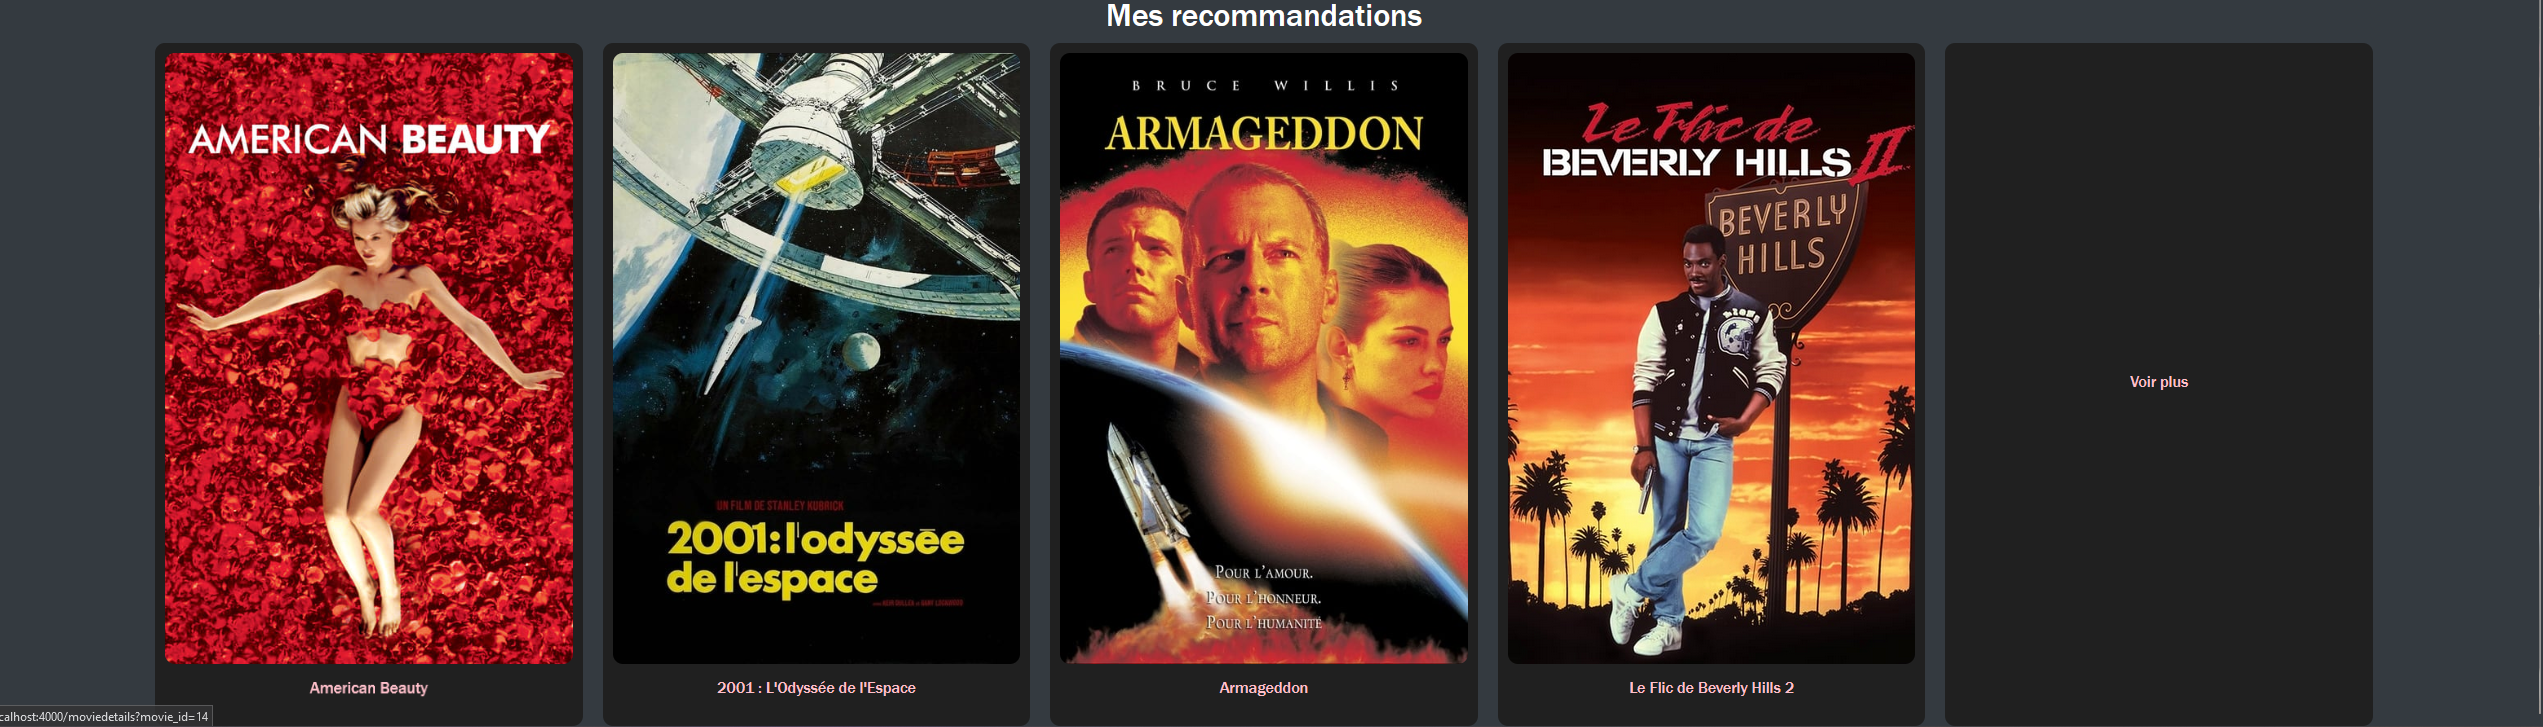 Mes recommandations
AMERICAN BEAUTY
American Beauty
UN FILM DE STANLEY KUBRICK
2001:l'odyssée
de l'espace
2001 : L'Odyssée de l'Espace
BRUCE WILLIS
ARMAGEDDON
POUR L'AMOUR.
POUR L'HONNEUR.
POUR L'HUMANITÉ
Armageddon
Le Flic de
BEVERLY HILLS II
BEVERLY
HILLS
Le Flic de Beverly Hills 2
Voir plus
calhost:4000/moviedetails?movie_id=14